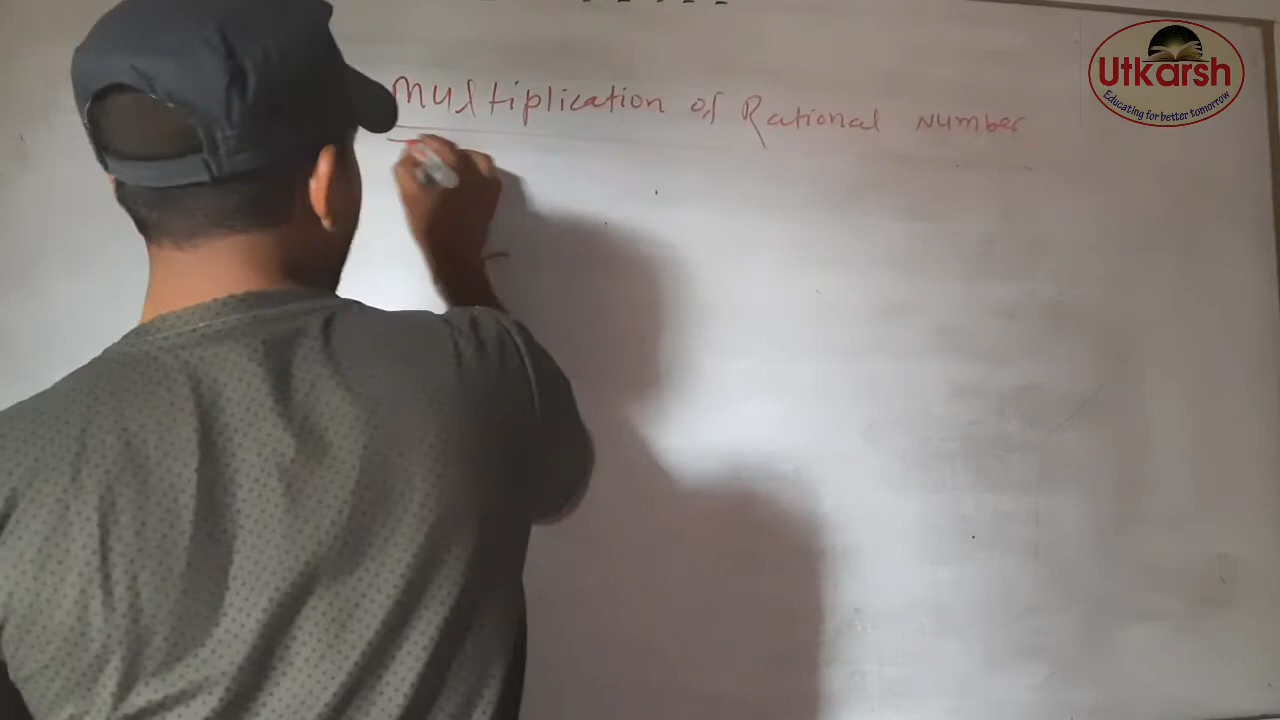 Multiplication of Rational Number
Utkarsh
Educating for better tomorrow